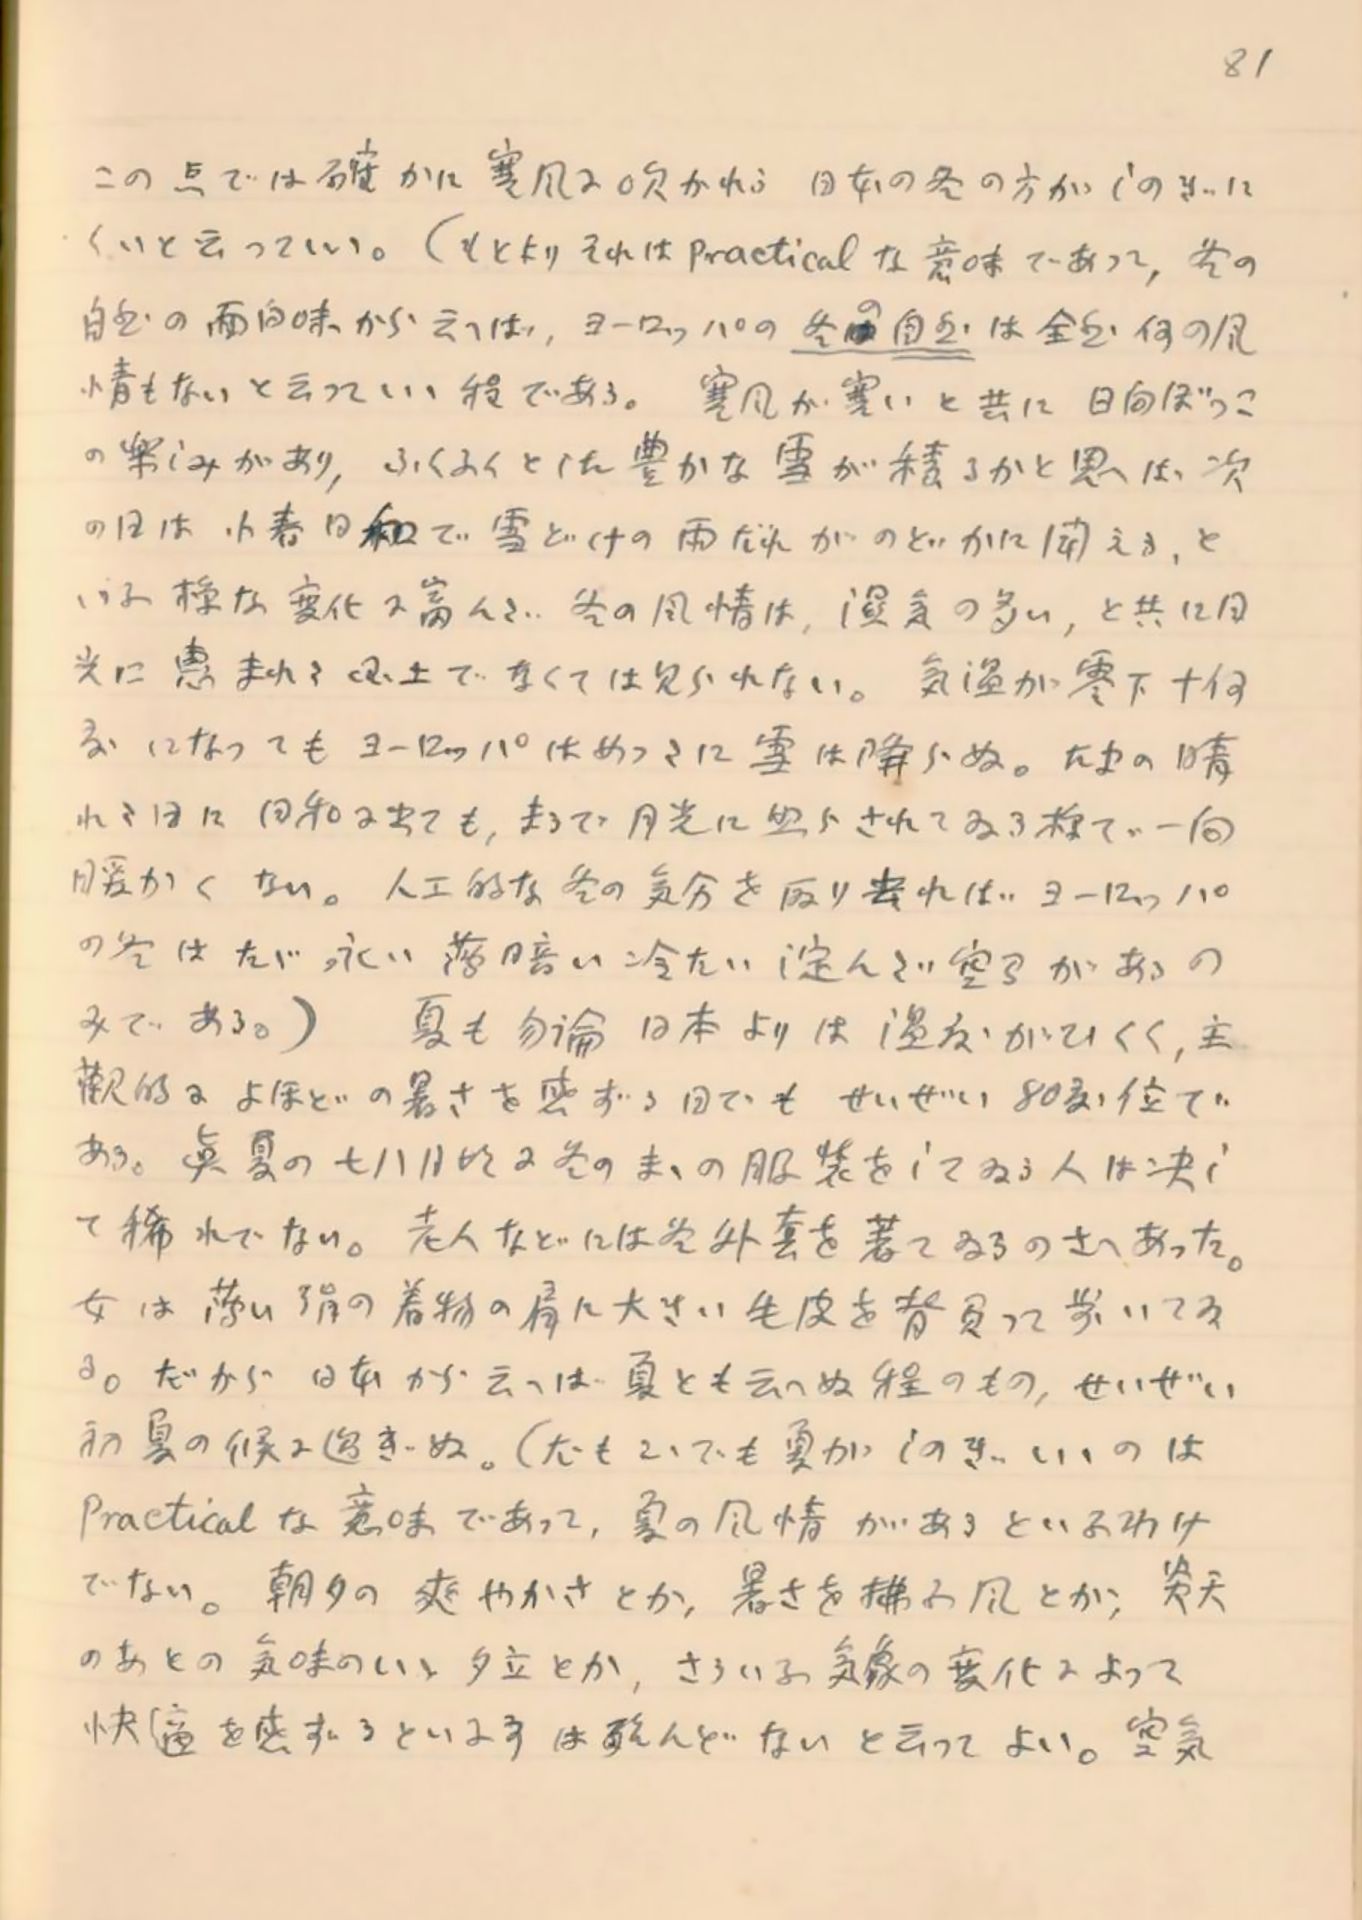 81
この点では確かに寒風に吹かれる日本の冬の方がしのぎに
くいと云っていい。(もとよりそれはpracticalな意味であって, 冬の
自然の面白味から云へば, ヨーロッパの冬の自然は全然何の風
情もないと云っていゝ程である。 寒風が寒いと共に日向ぼっこ
の楽しみがあり, ふくふくとした豊かな雪が積るかと思へば次
の日は小春日和で雪どけの雨だれがのどかに聞える, と
いふ様な変化に富んだ冬の風情は, 湿気の多い, と共に日
光に恵まれた国土でなくては見られない。 気温が零下十何
度になってもヨーロッパはめったに雪は降らぬ。たまの晴
れた日に日和に出ても, まるで月光に照らされてゐる様で一向
暖かくない。人工的な冬の気分を取り去ればヨーロッパ
の冬はたゞ永い薄暗い冷たい淀んだ空気があるの
みである。) 夏も勿論日本よりは温度がひくく, 主
観的によほどの暑さを感ずる日でもせいぜい80度位で
ある。眞夏の七八月頃に冬のまゝの服装をしてゐる人は決し
て稀れでない。老人などには冬外套を著てゐるのさへあった。
女は薄い絹の着物の肩に大きい毛皮を背負って歩いてゐ
る。だから日本から云へば夏とも云へぬ程のもの, せいぜい
初夏の候に過ぎぬ。(尤もこゝでも夏がしのぎいゝのは
Practicalな意味であって, 夏の風情があるといふわけ
でない。朝夕の爽やかさとか, 暑さを拂ふ風とか, 炎天
のあとの気味のいゝ夕立とか, さういふ気象の変化によって
快適を感ずるといふ事は殆んどないと云ってよい。空気